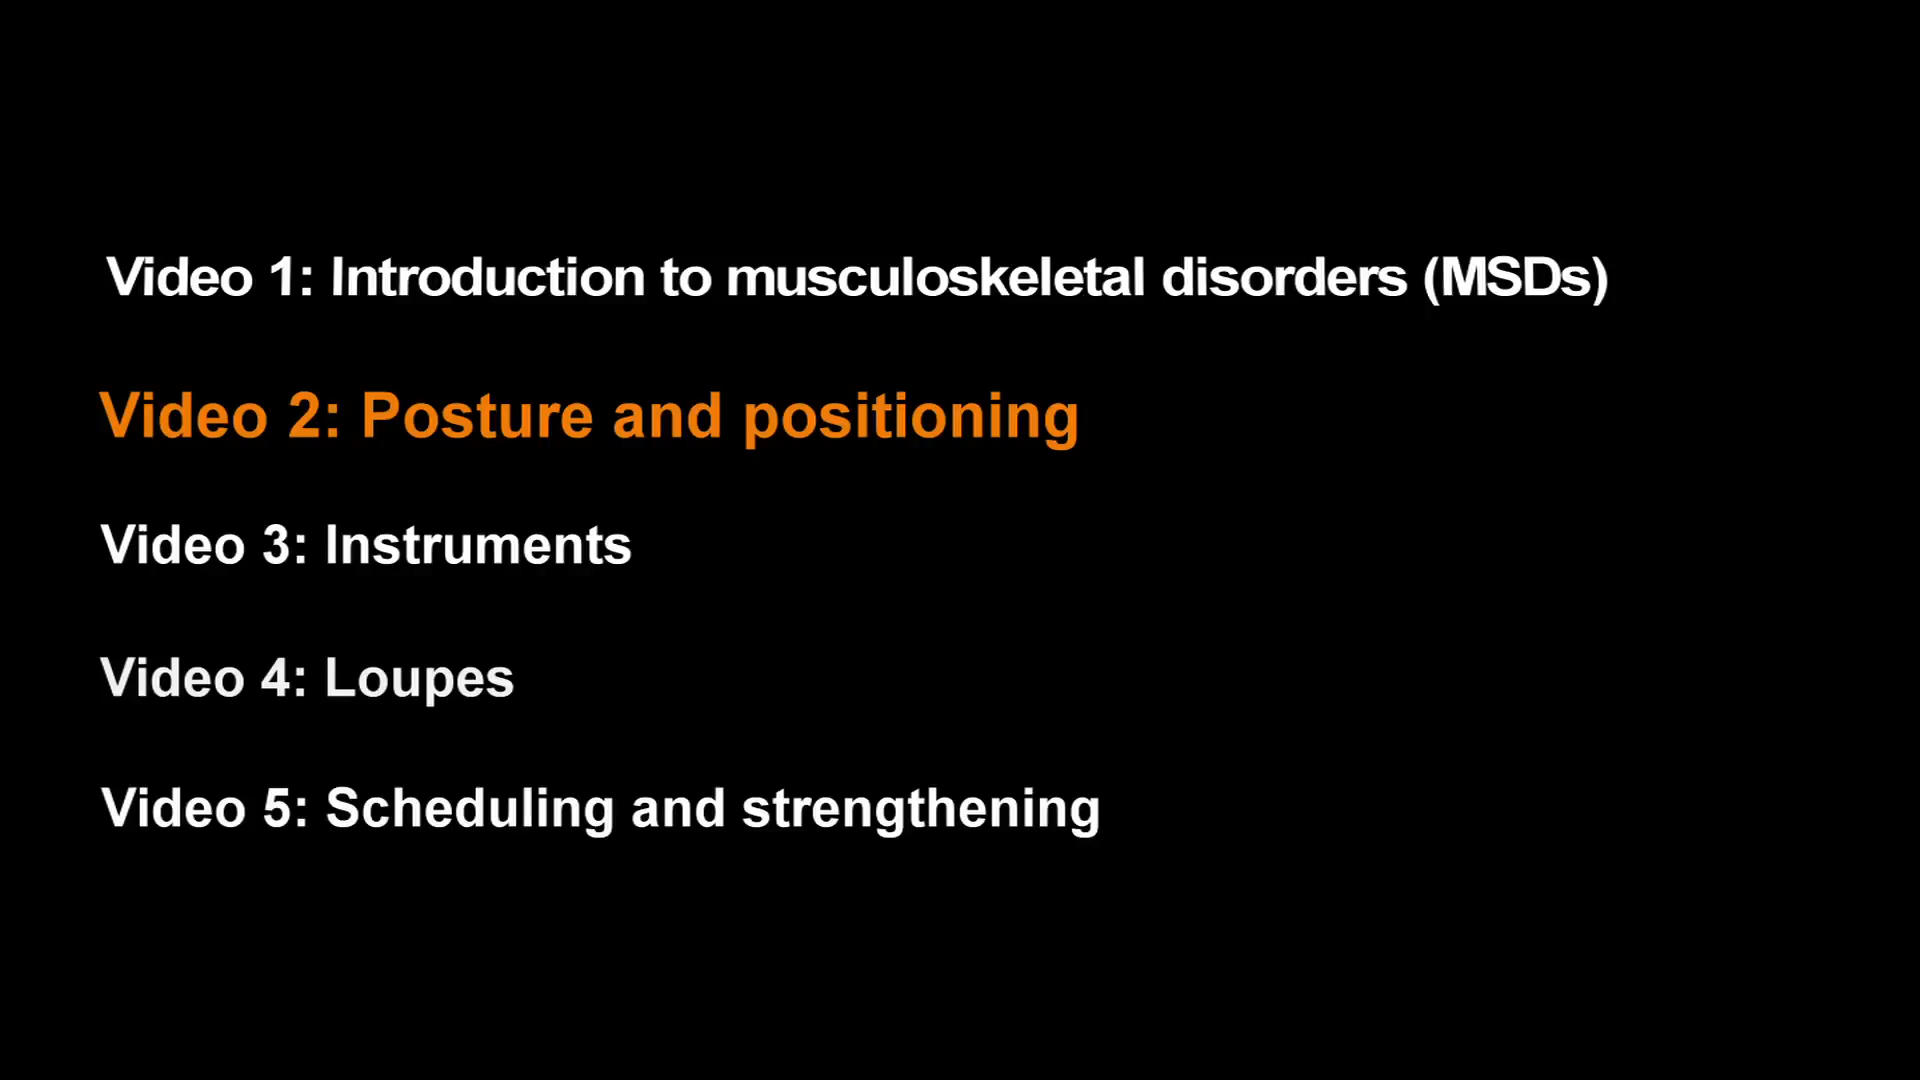 Video 1: Introduction to musculoskeletal disorders (MSDs)
Video 2: Posture and positioning
Video 3: Instruments
Video 4: Loupes
Video 5: Scheduling and strengthening